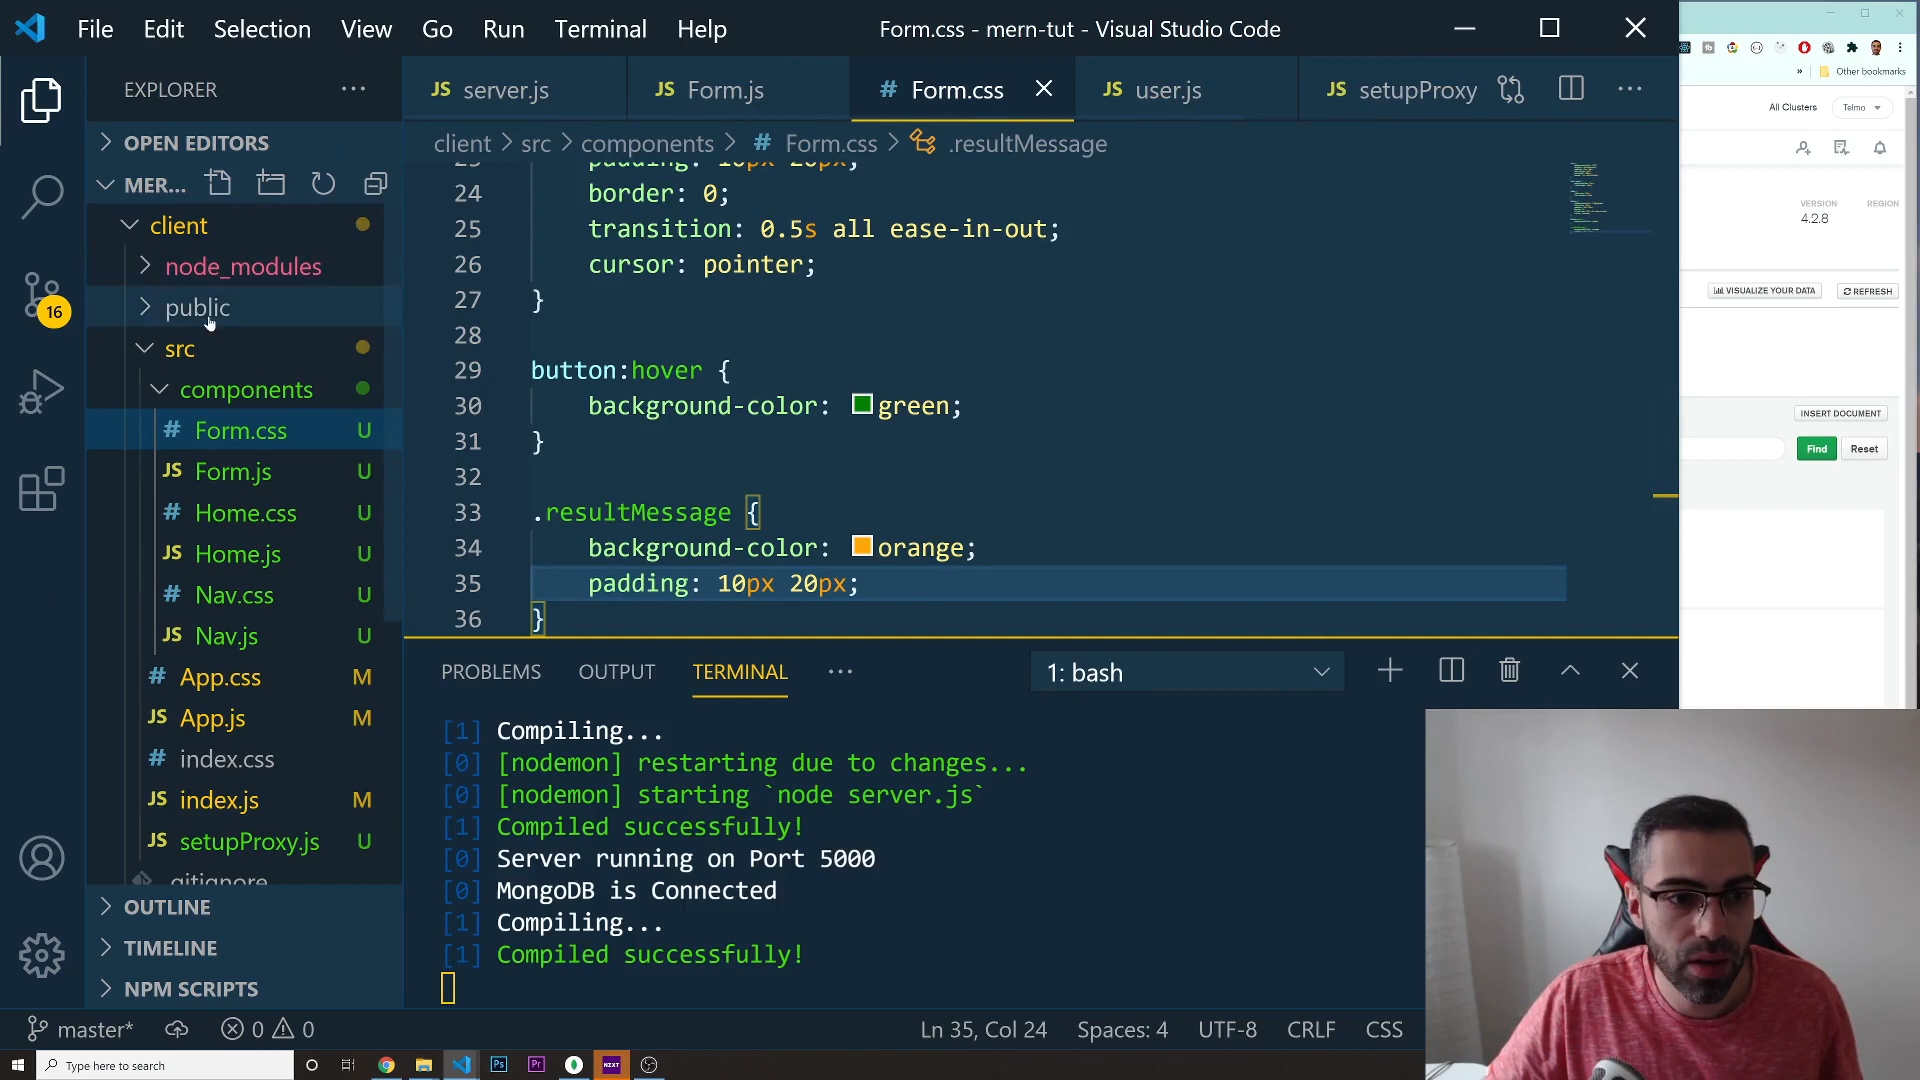 File Edit Selection View Go Run Terminal Help Form.css - mern-tut - Visual Studio Code
EXPLORER ...
JS server.js JS Form.js # Form.css JS user.js JS setupProxy ...
Other bookmarks
All Clusters Telmo
OPEN EDITORS
client > src > components > # Form.css > .resultMessage
MER...
padding: 10px 20px;
24 border: 0;
25 transition: 0.5s all ease-in-out;
26 cursor: pointer;
27 }
28
29 button:hover {
30 background-color: green;
31 }
32
33 .resultMessage {
34 background-color: orange;
35 padding: 10px 20px;
36 }
client
node_modules
public
src
components
# Form.css U
JS Form.js U
# Home.css U
JS Home.js U
# Nav.css U
JS Nav.js U
# App.css M
JS App.js M
# index.css
JS index.js M
JS setupProxy.js U
.gitignore
OUTLINE
TIMELINE
NPM SCRIPTS
16
VERSION REGION
4.2.8
VISUALIZE YOUR DATA REFRESH
INSERT DOCUMENT
Find Reset
PROBLEMS OUTPUT TERMINAL ... 1: bash
[1] Compiling...
[0] [nodemon] restarting due to changes...
[0] [nodemon] starting `node server.js`
[1] Compiled successfully!
[0] Server running on Port 5000
[0] MongoDB is Connected
[1] Compiling...
[1] Compiled successfully!
master* 0 0 Ln 35, Col 24 Spaces: 4 UTF-8 CRLF CSS
Type here to search Ps Pr NZXT